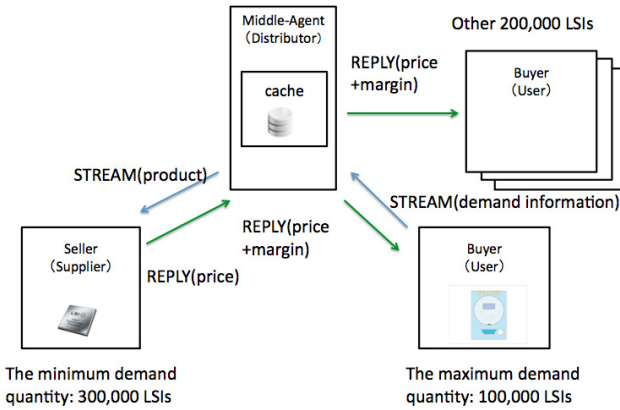 Middle-Agent
(Distributor)
cache
Other 200,000 LSIs
REPLY(price
+margin)
Buyer
(User)
STREAM(product)
STREAM(demand information)
REPLY(price
+margin)
Seller
(Supplier)
REPLY(price)
Buyer
(User)
The minimum demand
quantity: 300,000 LSIs
The maximum demand
quantity: 100,000 LSIs